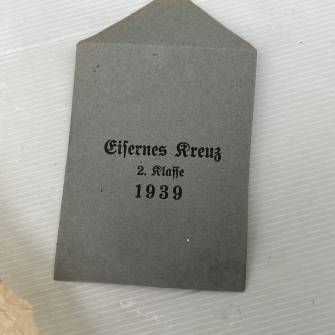 Eiſernes Kreuz
2. Klaſſe
1939